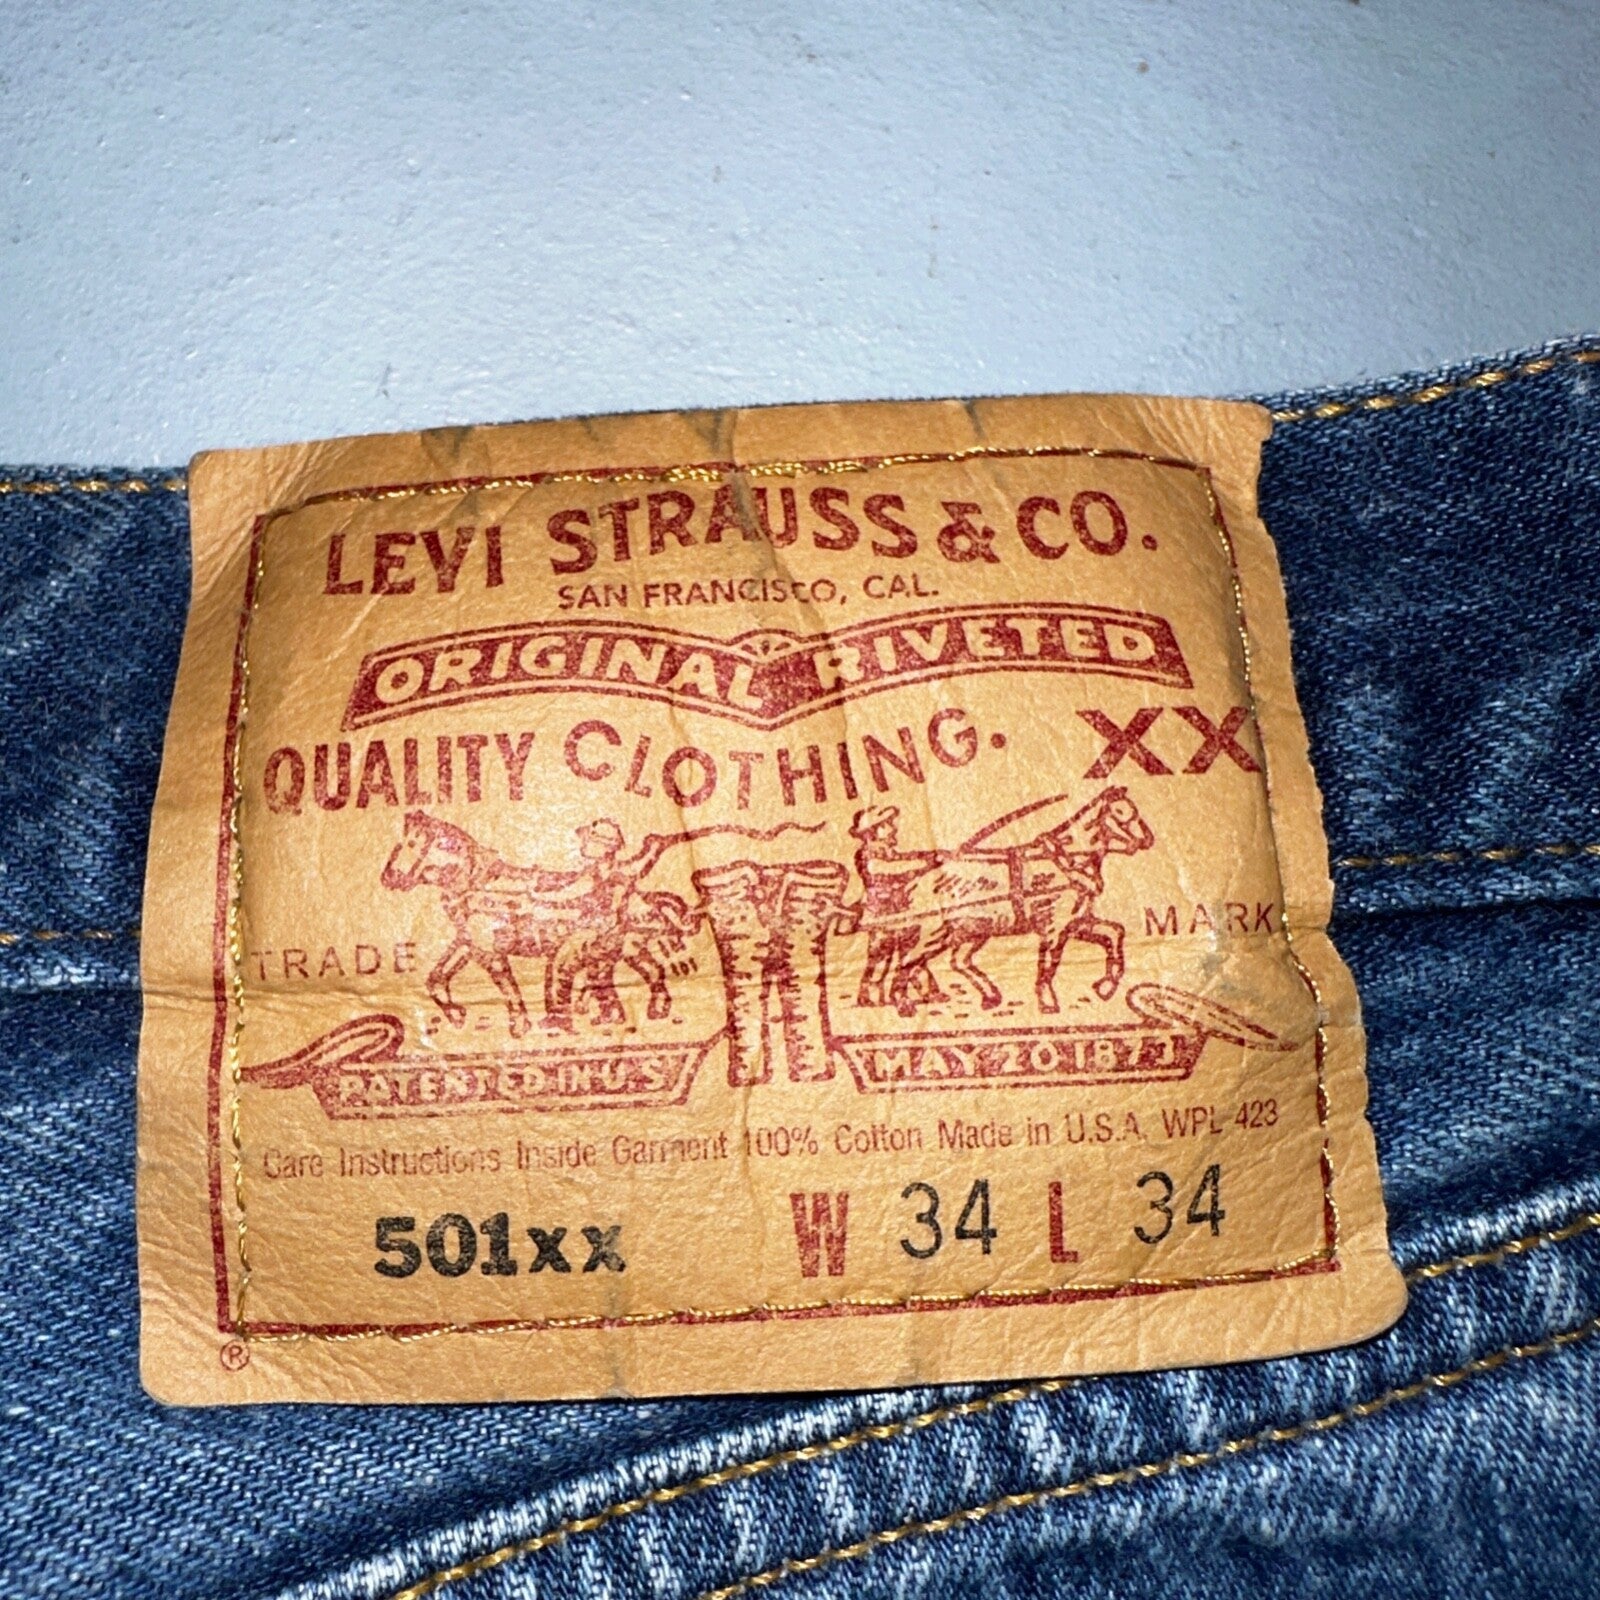 LEVI STRAUSS & CO.
SAN FRANCISCO, CAL.
ORIGINAL RIVETED
QUALITY CLOTHING. XX
TRADE MARK
PATENTED IN U S MAY 20 1873
Care Instructions Inside Garment 100% Cotton Made in U.S.A. WPL-423
501xx W 34 L 34
®